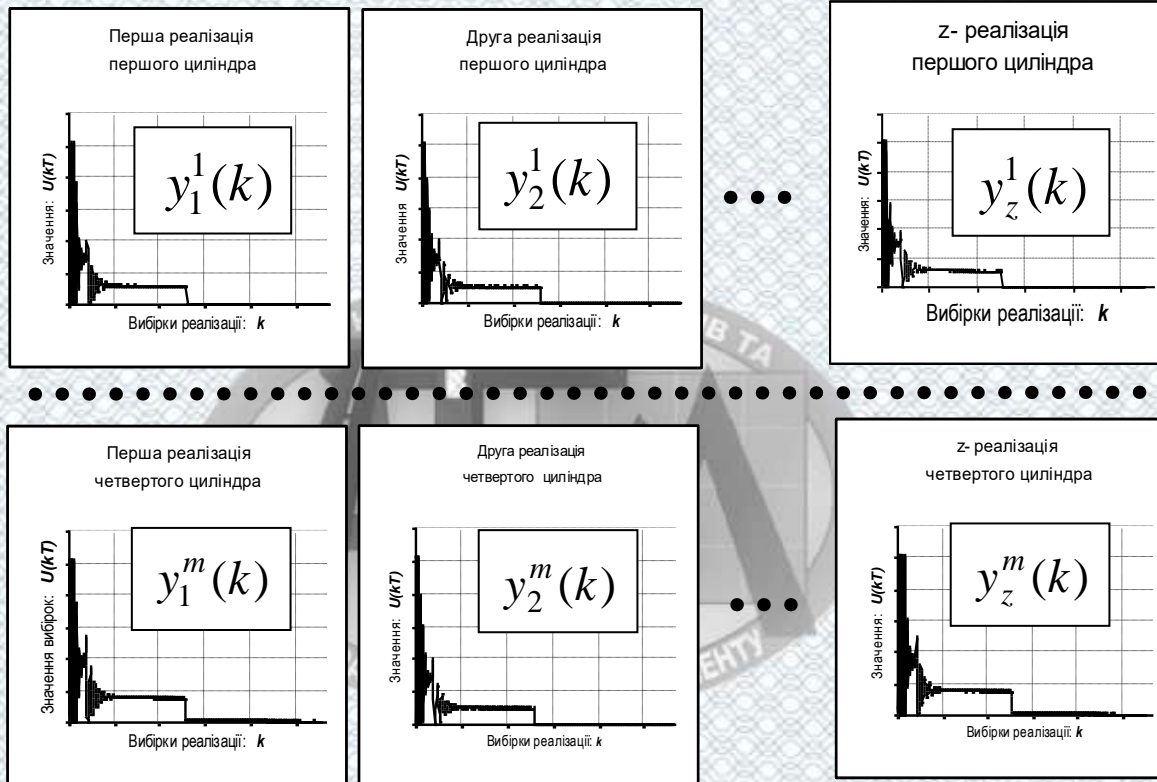 Перша реалізація
першого циліндра
Значення: U(kT)
y_1^1(k)
Вибірки реалізації: k
Друга реалізація
першого циліндра
Значення U(kT)
y_2^1(k)
Вибірки реалізації: k
z- реалізація
першого циліндра
Значення: U(kT)
y_z^1(k)
Вибірки реалізації: k
В ТА
Перша реалізація
четвертого циліндра
Значення вибірок: U(kT)
y_1^m(k)
Вибірки реалізації: k
Друга реалізація
четвертого циліндра
Значення: U(kT)
y_2^m(k)
Вибірки реалізації: k
z- реалізація
четвертого циліндра
Значення: U(kT)
y_z^m(k)
Вибірки реалізації: k